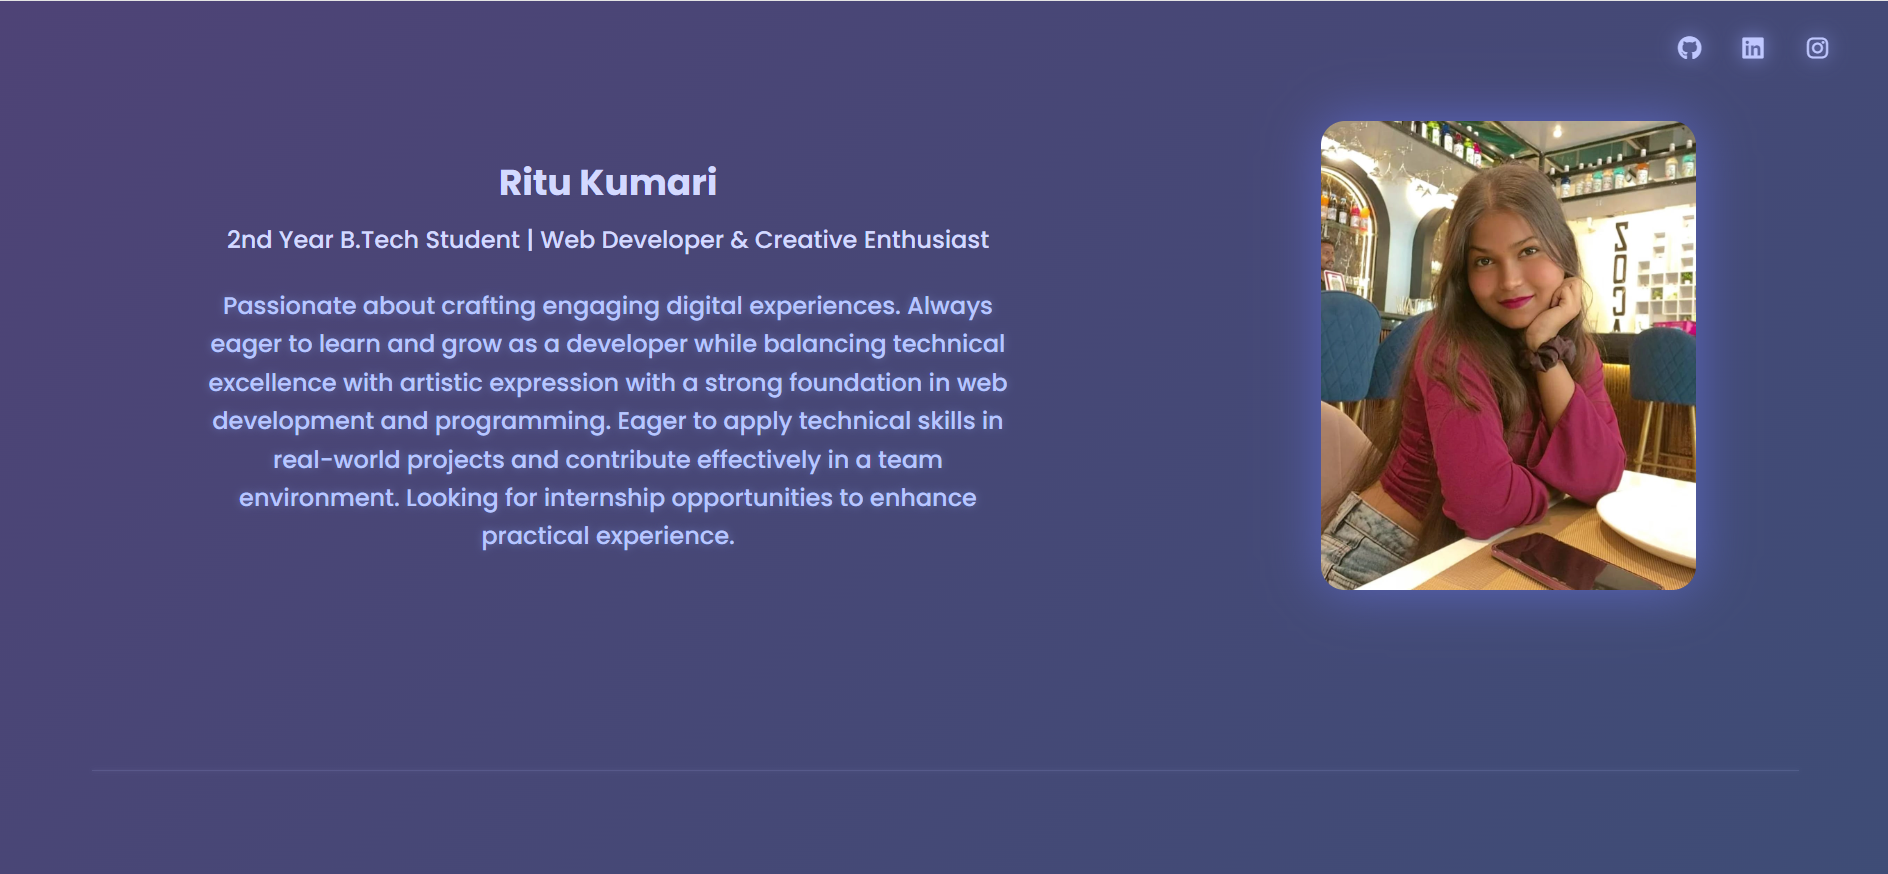 Ritu Kumari
2nd Year B.Tech Student | Web Developer & Creative Enthusiast
Passionate about crafting engaging digital experiences. Always
eager to learn and grow as a developer while balancing technical
excellence with artistic expression with a strong foundation in web
development and programming. Eager to apply technical skills in
real-world projects and contribute effectively in a team
environment. Looking for internship opportunities to enhance
practical experience.
in